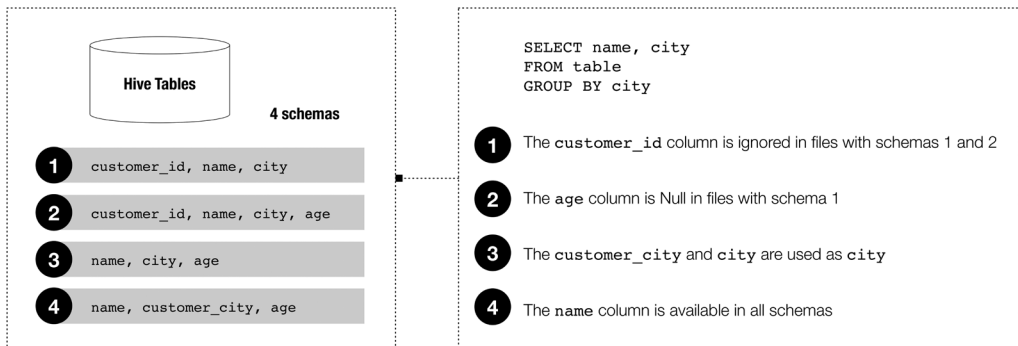 Hive Tables
4 schemas
1 customer_id, name, city
2 customer_id, name, city, age
3 name, city, age
4 name, customer_city, age
SELECT name, city
FROM table
GROUP BY city
1 The customer_id column is ignored in files with schemas 1 and 2
2 The age column is Null in files with schema 1
3 The customer_city and city are used as city
4 The name column is available in all schemas